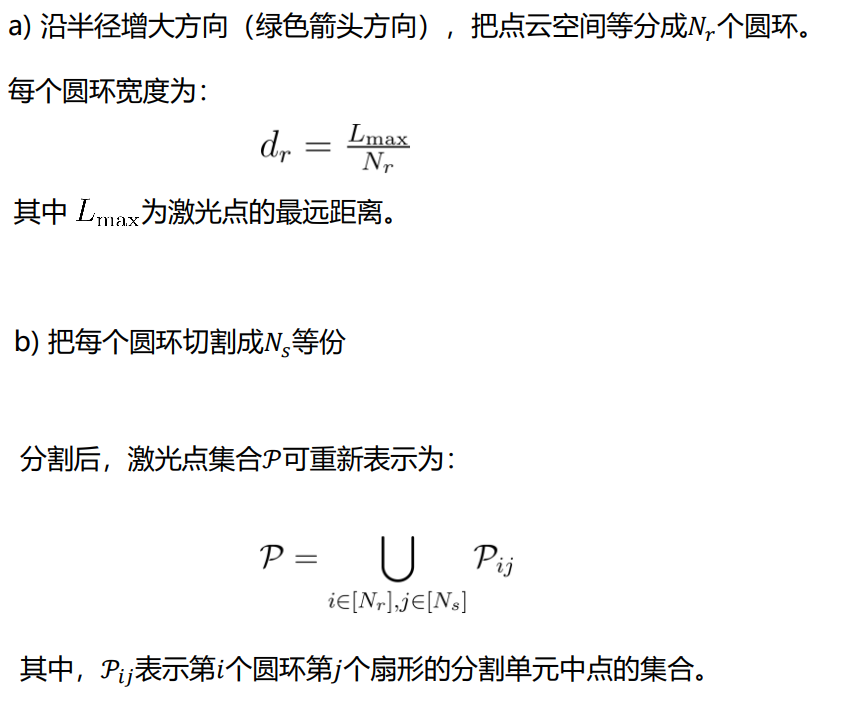 a) 沿半径增大方向（绿色箭头方向），把点云空间等分成$N_r$个圆环。
每个圆环宽度为：
$d_r = \frac{L_{\max}}{N_r}$
其中 $L_{\max}$为激光点的最远距离。
b) 把每个圆环切割成$N_s$等份
分割后，激光点集合$\mathcal{P}$可重新表示为：
$\mathcal{P} = \bigcup_{i \in [N_r], j \in [N_s]} \mathcal{P}_{ij}$
其中，$\mathcal{P}_{ij}$表示第$i$个圆环第$j$个扇形的分割单元中点的集合。